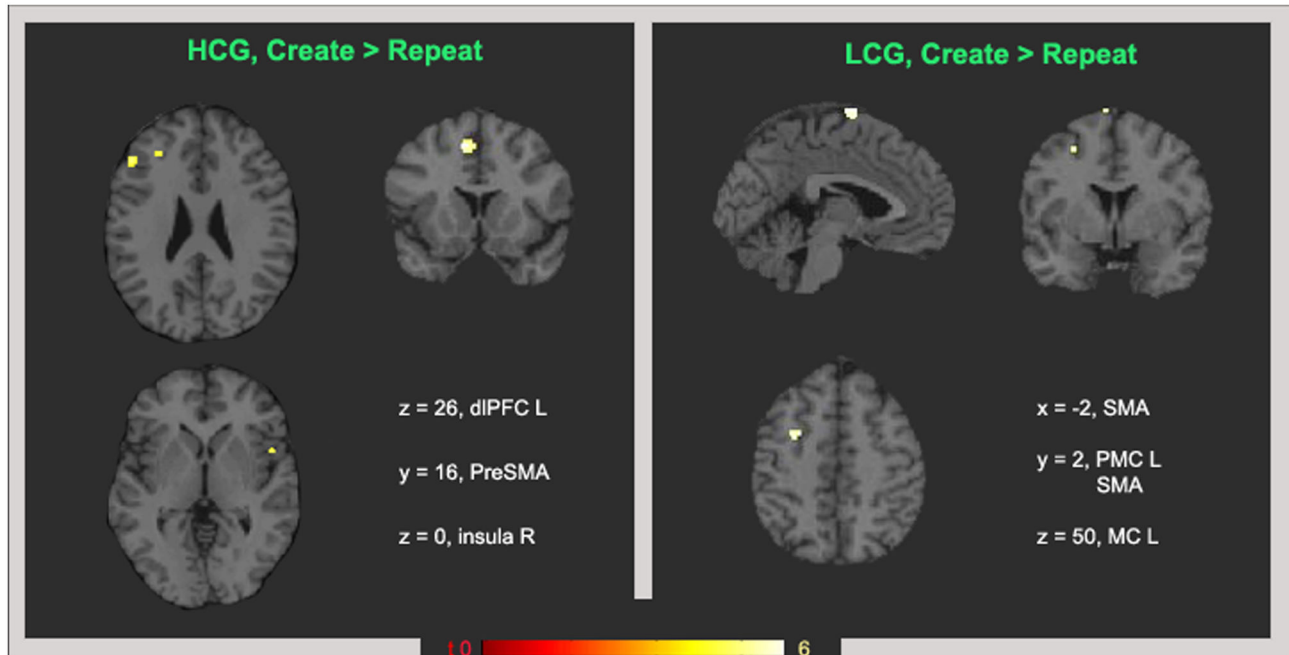 HCG, Create > Repeat
z = 26, dlPFC L
y = 16, PreSMA
z = 0, insula R
LCG, Create > Repeat
x = -2, SMA
y = 2, PMC L
SMA
z = 50, MC L
t 0
6